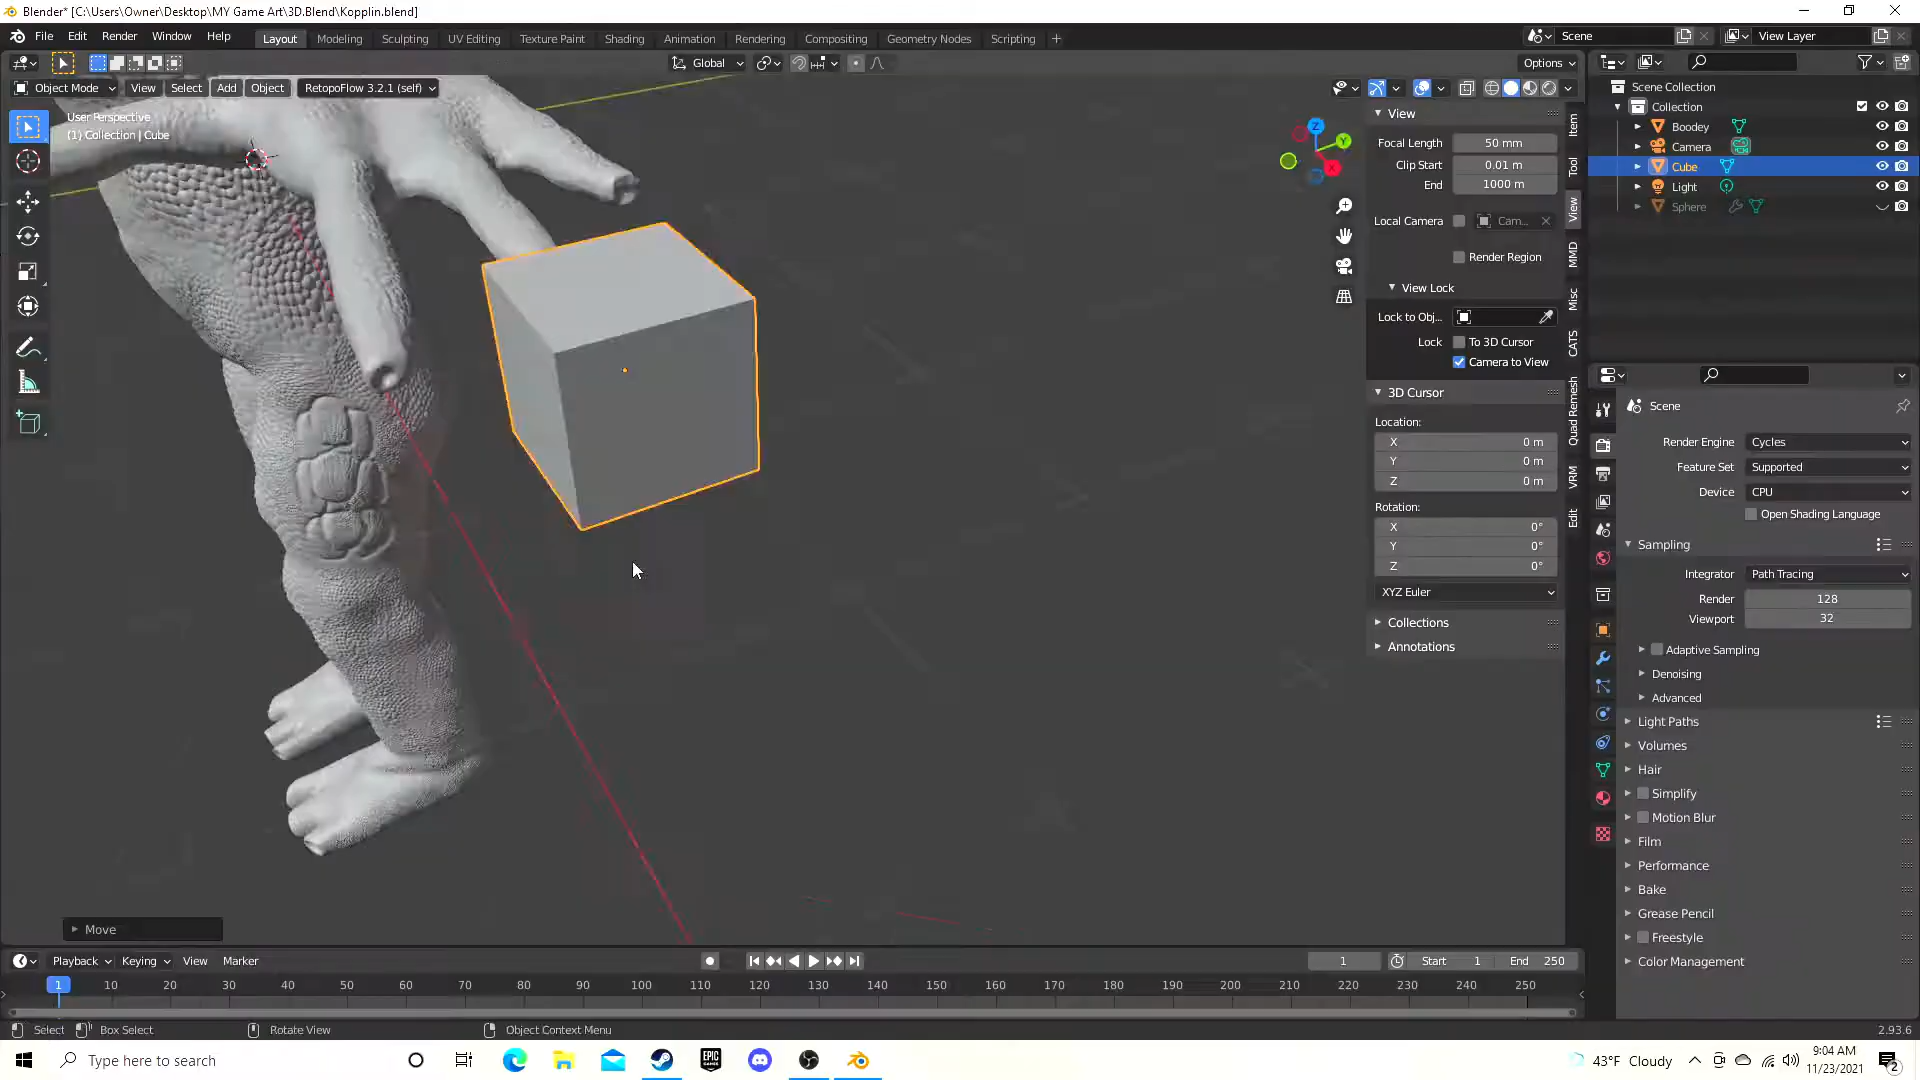 Blender* [C:\Users\Owner\Desktop\MY Game Art\3D.Blend\Kopplin.blend]
File Edit Render Window Help Layout Modeling Sculpting UV Editing Texture Paint Shading Animation Rendering Compositing Geometry Nodes Scripting + Scene View Layer
Global Options
Object Mode View Select Add Object RetopoFlow 3.2.1 (self)
User Perspective
(1) Collection | Cube
Z
Y
X
View
Focal Length 50 mm
Clip Start 0.01 m
End 1000 m
Local Camera Cam...
Render Region
View Lock
Lock to Obj...
Lock To 3D Cursor
Camera to View
3D Cursor
Location:
X 0 m
Y 0 m
Z 0 m
Rotation:
X 0°
Y 0°
Z 0°
XYZ Euler
Collections
Annotations
Item
Tool
View
MMD
Misc
CATS
Quad Remesh
VRM
Edit
Scene Collection
Collection
Boodey
Camera
Cube
Light
Sphere
Scene
Render Engine Cycles
Feature Set Supported
Device CPU
Open Shading Language
Sampling
Integrator Path Tracing
Render 128
Viewport 32
Adaptive Sampling
Denoising
Advanced
Light Paths
Volumes
Hair
Simplify
Motion Blur
Film
Performance
Bake
Grease Pencil
Freestyle
Color Management
Move
Playback Keying View Marker 1 Start 1 End 250
1 10 20 30 40 50 60 70 80 90 100 110 120 130 140 150 160 170 180 190 200 210 220 230 240 250
Select Box Select Rotate View Object Context Menu 2.93.6
Type here to search EPIC GAMES 43°F Cloudy 9:04 AM
11/23/2021 2